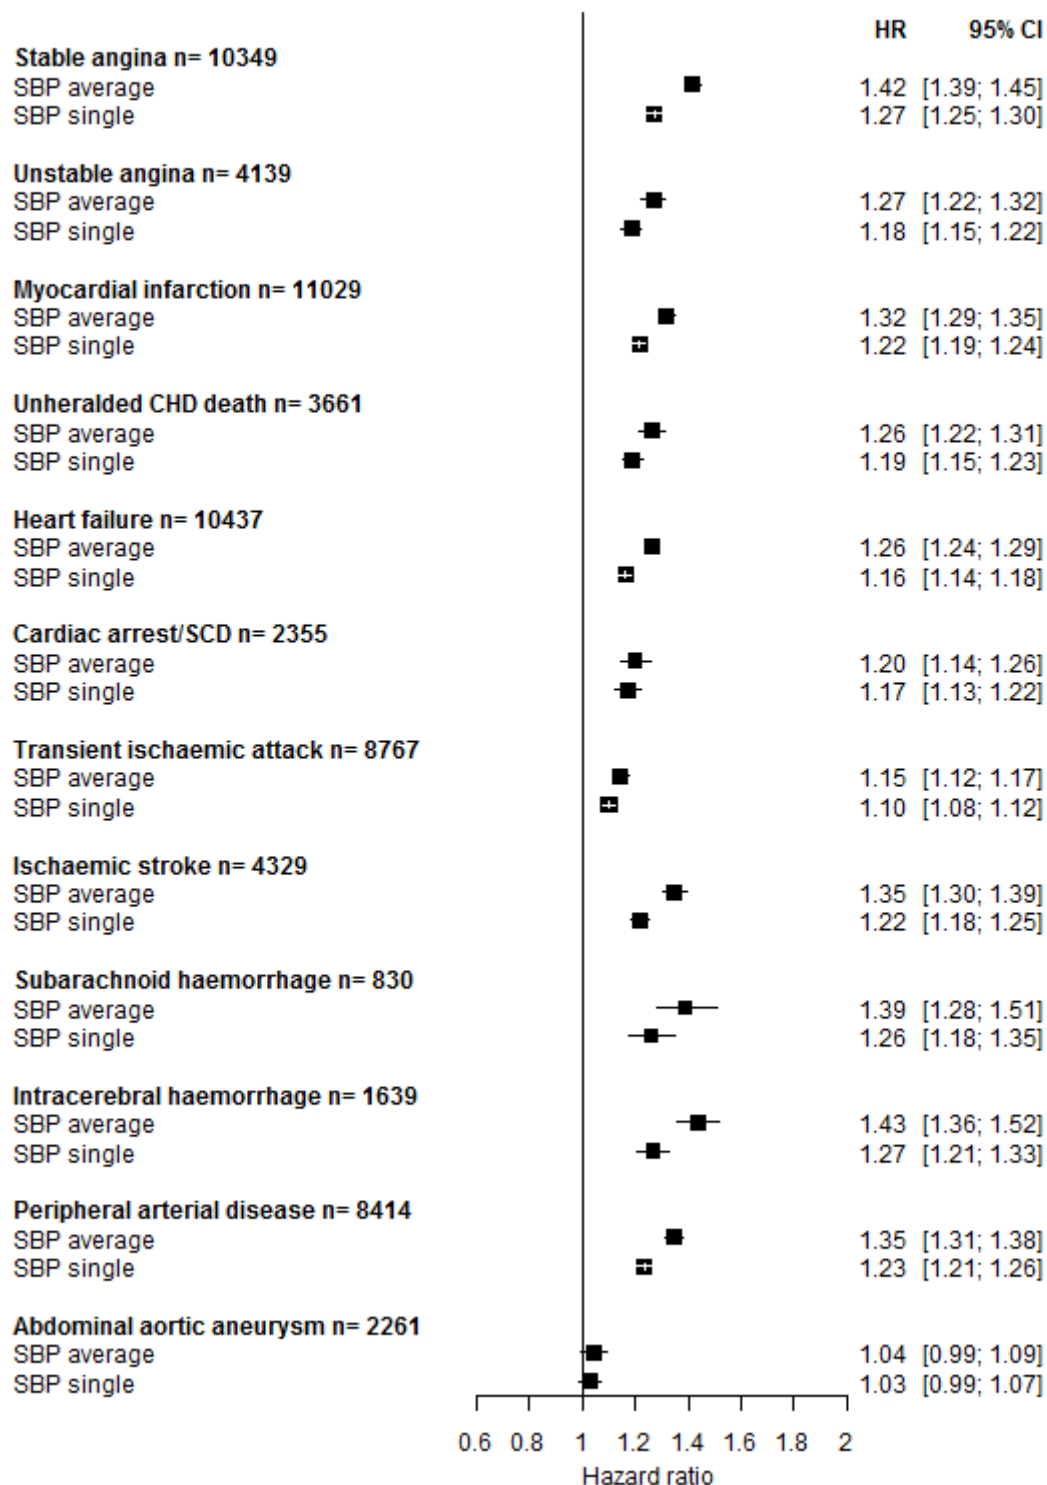 HR 95% CI
Stable angina n= 10349
SBP average 1.42 [1.39; 1.45]
SBP single 1.27 [1.25; 1.30]
Unstable angina n= 4139
SBP average 1.27 [1.22; 1.32]
SBP single 1.18 [1.15; 1.22]
Myocardial infarction n= 11029
SBP average 1.32 [1.29; 1.35]
SBP single 1.22 [1.19; 1.24]
Unheralded CHD death n= 3661
SBP average 1.26 [1.22; 1.31]
SBP single 1.19 [1.15; 1.23]
Heart failure n= 10437
SBP average 1.26 [1.24; 1.29]
SBP single 1.16 [1.14; 1.18]
Cardiac arrest/SCD n= 2355
SBP average 1.20 [1.14; 1.26]
SBP single 1.17 [1.13; 1.22]
Transient ischaemic attack n= 8767
SBP average 1.15 [1.12; 1.17]
SBP single 1.10 [1.08; 1.12]
Ischaemic stroke n= 4329
SBP average 1.35 [1.30; 1.39]
SBP single 1.22 [1.18; 1.25]
Subarachnoid haemorrhage n= 830
SBP average 1.39 [1.28; 1.51]
SBP single 1.26 [1.18; 1.35]
Intracerebral haemorrhage n= 1639
SBP average 1.43 [1.36; 1.52]
SBP single 1.27 [1.21; 1.33]
Peripheral arterial disease n= 8414
SBP average 1.35 [1.31; 1.38]
SBP single 1.23 [1.21; 1.26]
Abdominal aortic aneurysm n= 2261
SBP average 1.04 [0.99; 1.09]
SBP single 1.03 [0.99; 1.07]
0.6 0.8 1 1.2 1.4 1.6 1.8 2
Hazard ratio